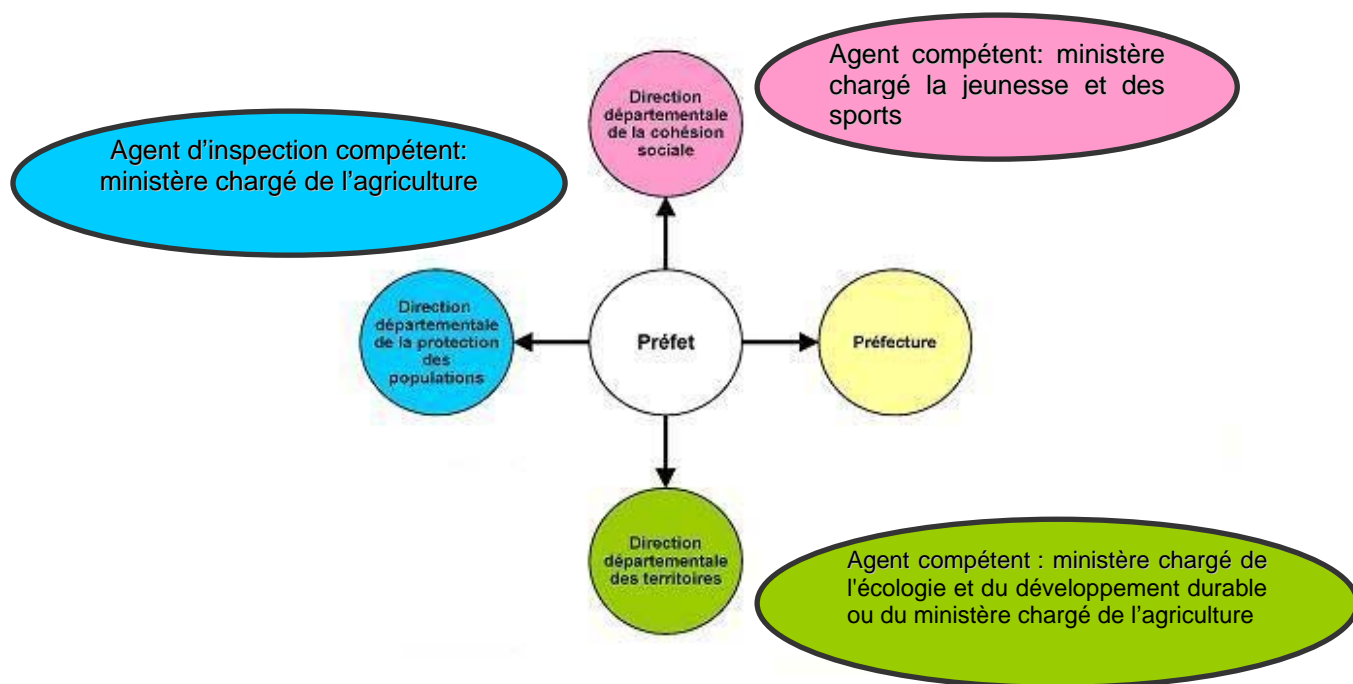 Agent compétent: ministère
chargé la jeunesse et des
sports
Direction
départementale
de la cohésion
sociale
Agent d’inspection compétent:
ministère chargé de l’agriculture
Direction
départementale
de la protection
des
populations
Préfet
Préfecture
Direction
départementale
des territoires
Agent compétent : ministère chargé de
l'écologie et du développement durable
ou du ministère chargé de l’agriculture